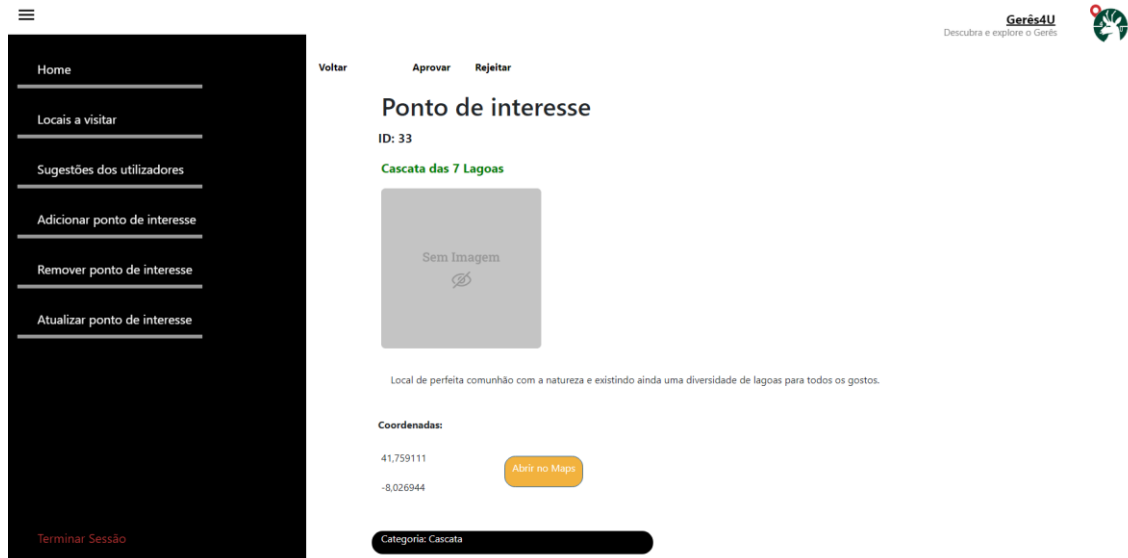 Gerês4U
Descubra e explore o Gerês
Home
Locais a visitar
Sugestões dos utilizadores
Adicionar ponto de interesse
Remover ponto de interesse
Atualizar ponto de interesse
Terminar Sessão
Voltar Aprovar Rejeitar
Ponto de interesse
ID: 33
Cascata das 7 Lagoas
Sem Imagem
Local de perfeita comunhão com a natureza e existindo ainda uma diversidade de lagoas para todos os gostos.
Coordenadas:
41,759111
Abrir no Maps
-8,026944
Categoria: Cascata